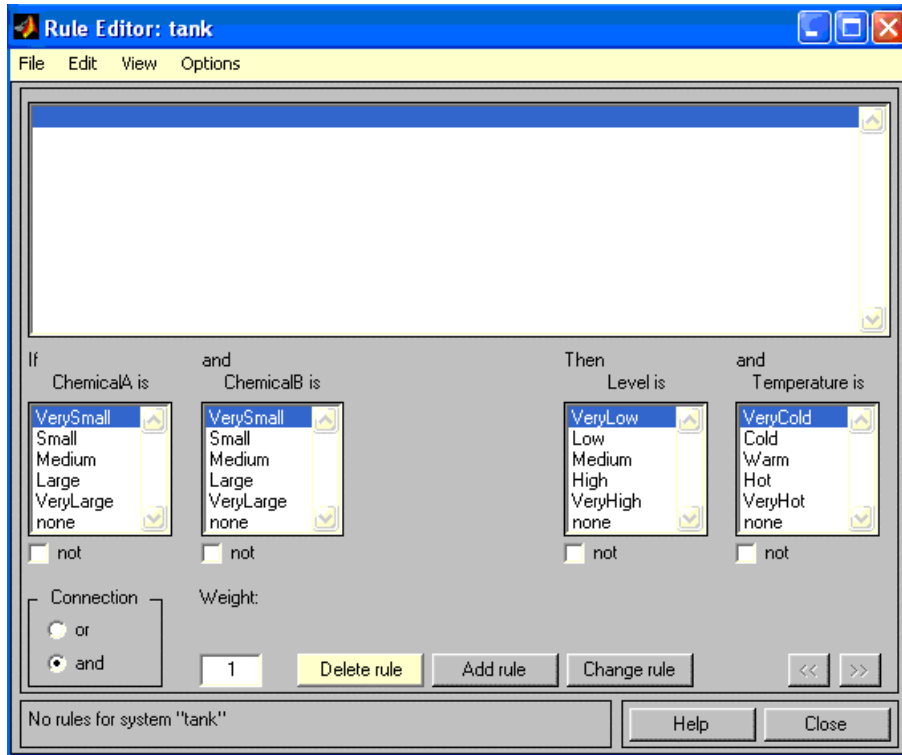 Rule Editor: tank
File Edit View Options
If and Then and
ChemicalA is ChemicalB is Level is Temperature is
VerySmall VerySmall VeryLow VeryCold
Small Small Low Cold
Medium Medium Medium Warm
Large Large High Hot
VeryLarge VeryLarge VeryHigh VeryHot
none none none none
not not not not
Connection Weight:
or
and 1 Delete rule Add rule Change rule << >>
No rules for system "tank" Help Close